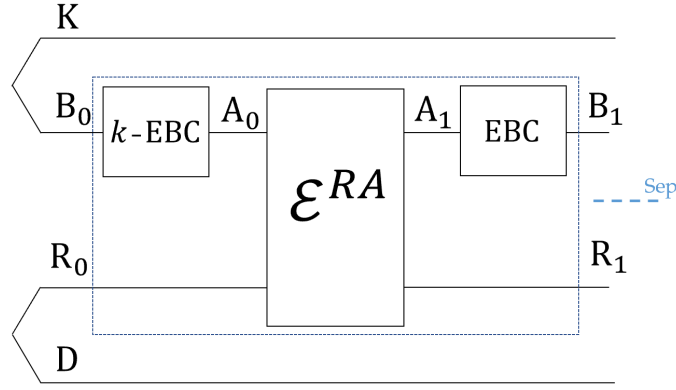 K
B₀ k-EBC A₀ A₁ EBC B₁
ℰᴿᴬ
Sep
R₀ R₁
D